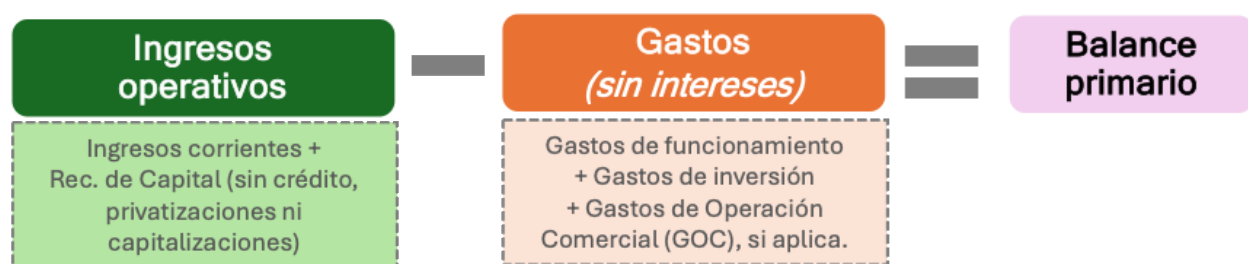 Ingresos
operativos
Gastos
(sin intereses)
Balance
primario
Ingresos corrientes +
Rec. de Capital (sin crédito,
privatizaciones ni
capitalizaciones)
Gastos de funcionamiento
+ Gastos de inversión
+ Gastos de Operación
Comercial (GOC), si aplica.